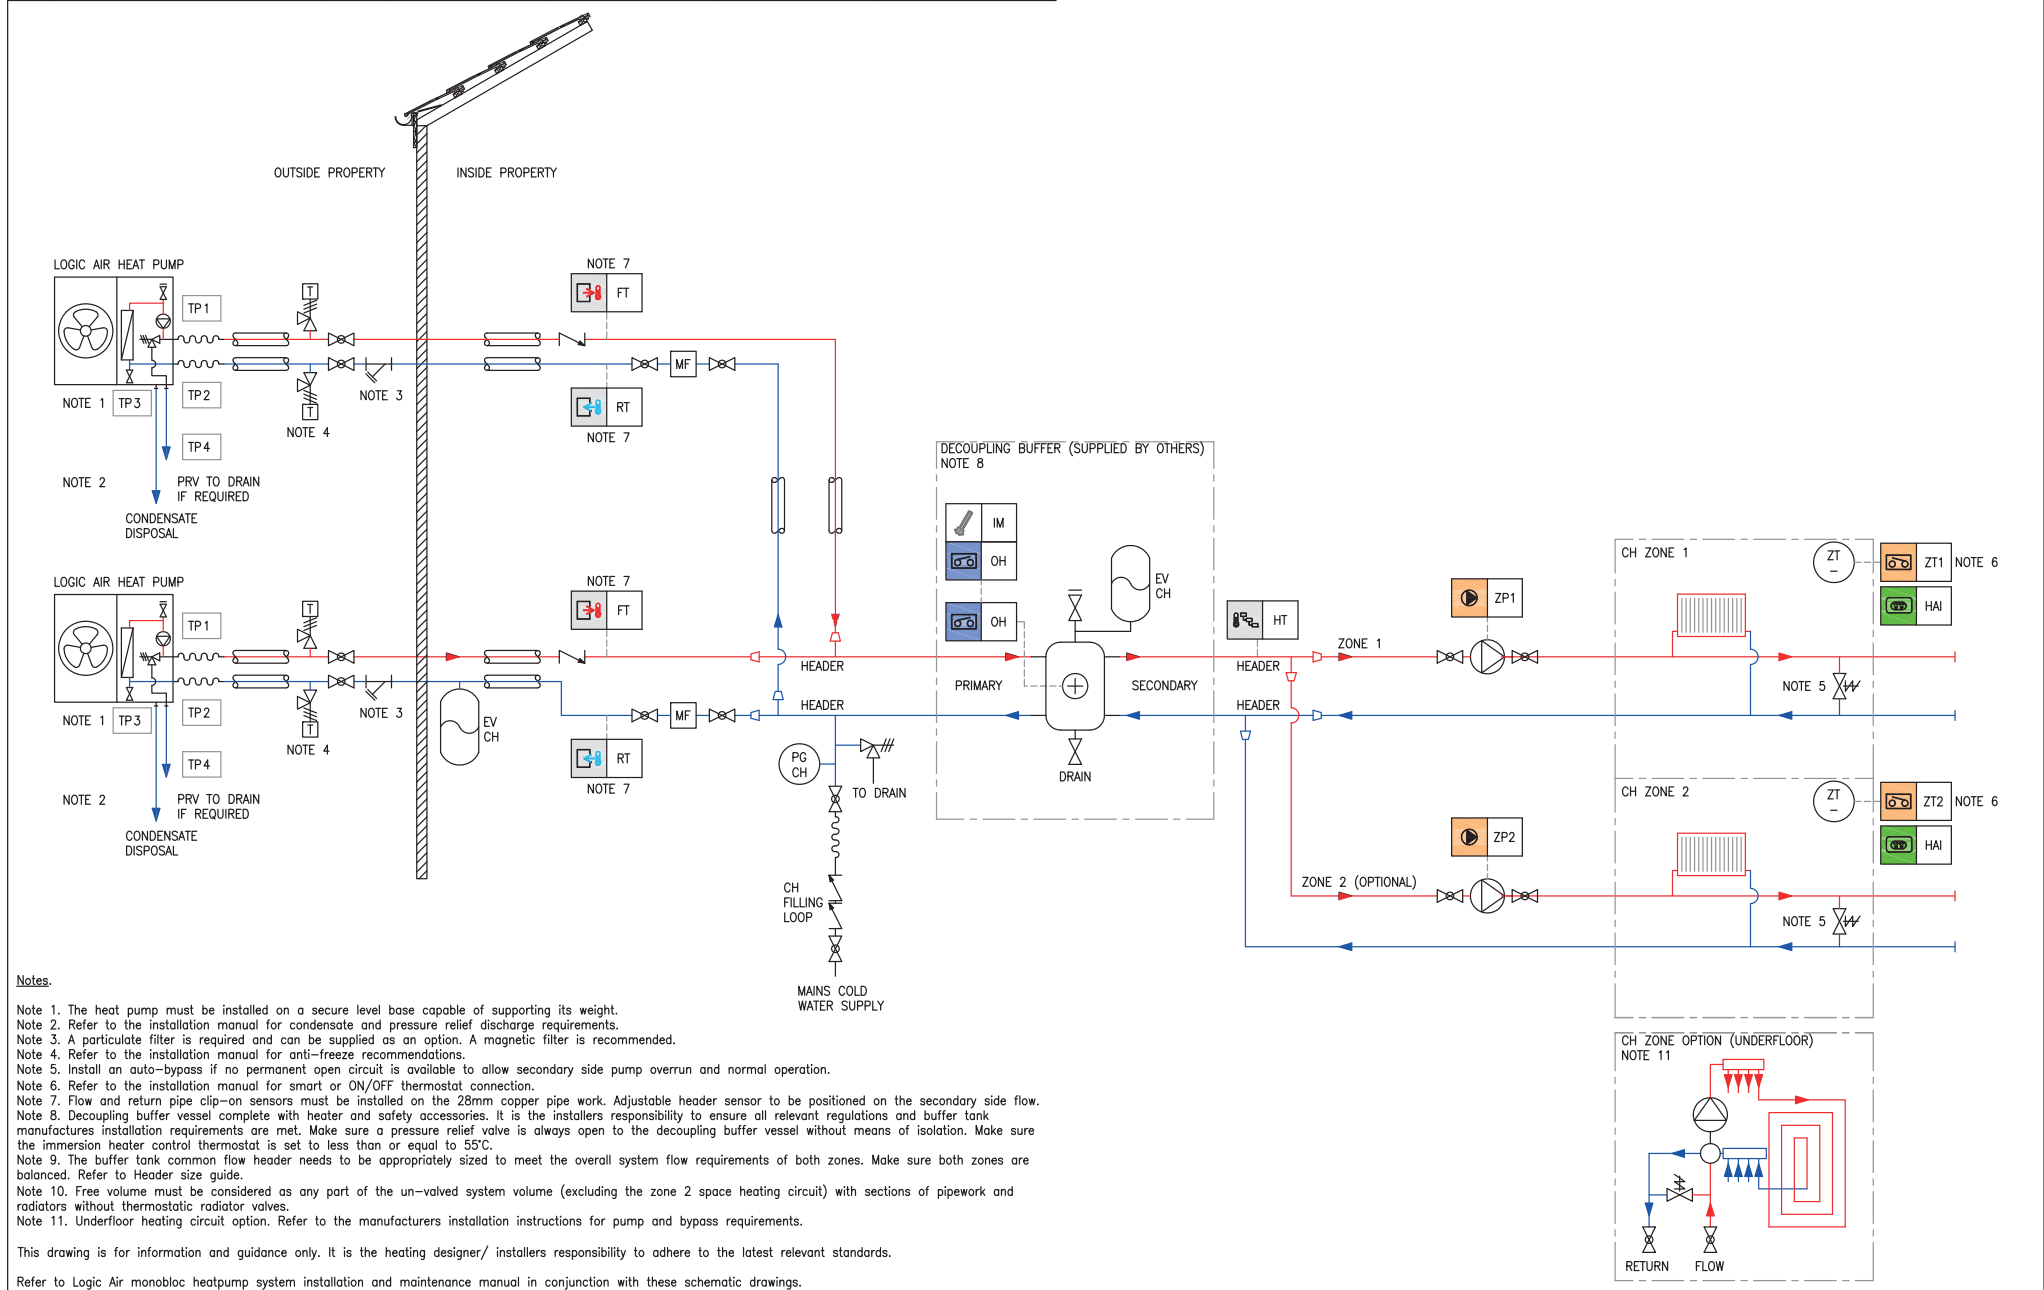 OUTSIDE PROPERTY
INSIDE PROPERTY
LOGIC AIR HEAT PUMP
TP1
T
NOTE 7
FT
MF
NOTE 1
TP3
TP2
T
NOTE 4
NOTE 3
RT
NOTE 7
TP4
NOTE 2
PRV TO DRAIN
IF REQUIRED
CONDENSATE
DISPOSAL
LOGIC AIR HEAT PUMP
TP1
T
NOTE 7
FT
NOTE 1
TP3
TP2
T
NOTE 4
NOTE 3
EV
CH
MF
RT
NOTE 7
TP4
NOTE 2
PRV TO DRAIN
IF REQUIRED
CONDENSATE
DISPOSAL
HEADER
HEADER
PG
CH
TO DRAIN
CH
FILLING
LOOP
MAINS COLD
WATER SUPPLY
DECOUPLING BUFFER (SUPPLIED BY OTHERS)
NOTE 8
IM
OH
OH
EV
CH
PRIMARY
SECONDARY
DRAIN
HT
HEADER
HEADER
ZONE 1
ZP1
CH ZONE 1
ZT
–
ZT1
NOTE 6
HAI
NOTE 5
ZONE 2 (OPTIONAL)
ZP2
CH ZONE 2
ZT
–
ZT2
NOTE 6
HAI
NOTE 5
CH ZONE OPTION (UNDERFLOOR)
NOTE 11
RETURN
FLOW
Notes.
Note 1. The heat pump must be installed on a secure level base capable of supporting its weight.
Note 2. Refer to the installation manual for condensate and pressure relief discharge requirements.
Note 3. A particulate filter is required and can be supplied as an option. A magnetic filter is recommended.
Note 4. Refer to the installation manual for anti-freeze recommendations.
Note 5. Install an auto-bypass if no permanent open circuit is available to allow secondary side pump overrun and normal operation.
Note 6. Refer to the installation manual for smart or ON/OFF thermostat connection.
Note 7. Flow and return pipe clip-on sensors must be installed on the 28mm copper pipe work. Adjustable header sensor to be positioned on the secondary side flow.
Note 8. Decoupling buffer vessel complete with heater and safety accessories. It is the installers responsibility to ensure all relevant regulations and buffer tank
manufactures installation requirements are met. Make sure a pressure relief valve is always open to the decoupling buffer vessel without means of isolation. Make sure
the immersion heater control thermostat is set to less than or equal to 55°C.
Note 9. The buffer tank common flow header needs to be appropriately sized to meet the overall system flow requirements of both zones. Make sure both zones are
balanced. Refer to Header size guide.
Note 10. Free volume must be considered as any part of the un-valved system volume (excluding the zone 2 space heating circuit) with sections of pipework and
radiators without thermostatic radiator valves.
Note 11. Underfloor heating circuit option. Refer to the manufacturers installation instructions for pump and bypass requirements.
This drawing is for information and guidance only. It is the heating designer/ installers responsibility to adhere to the latest relevant standards.
Refer to Logic Air monobloc heatpump system installation and maintenance manual in conjunction with these schematic drawings.